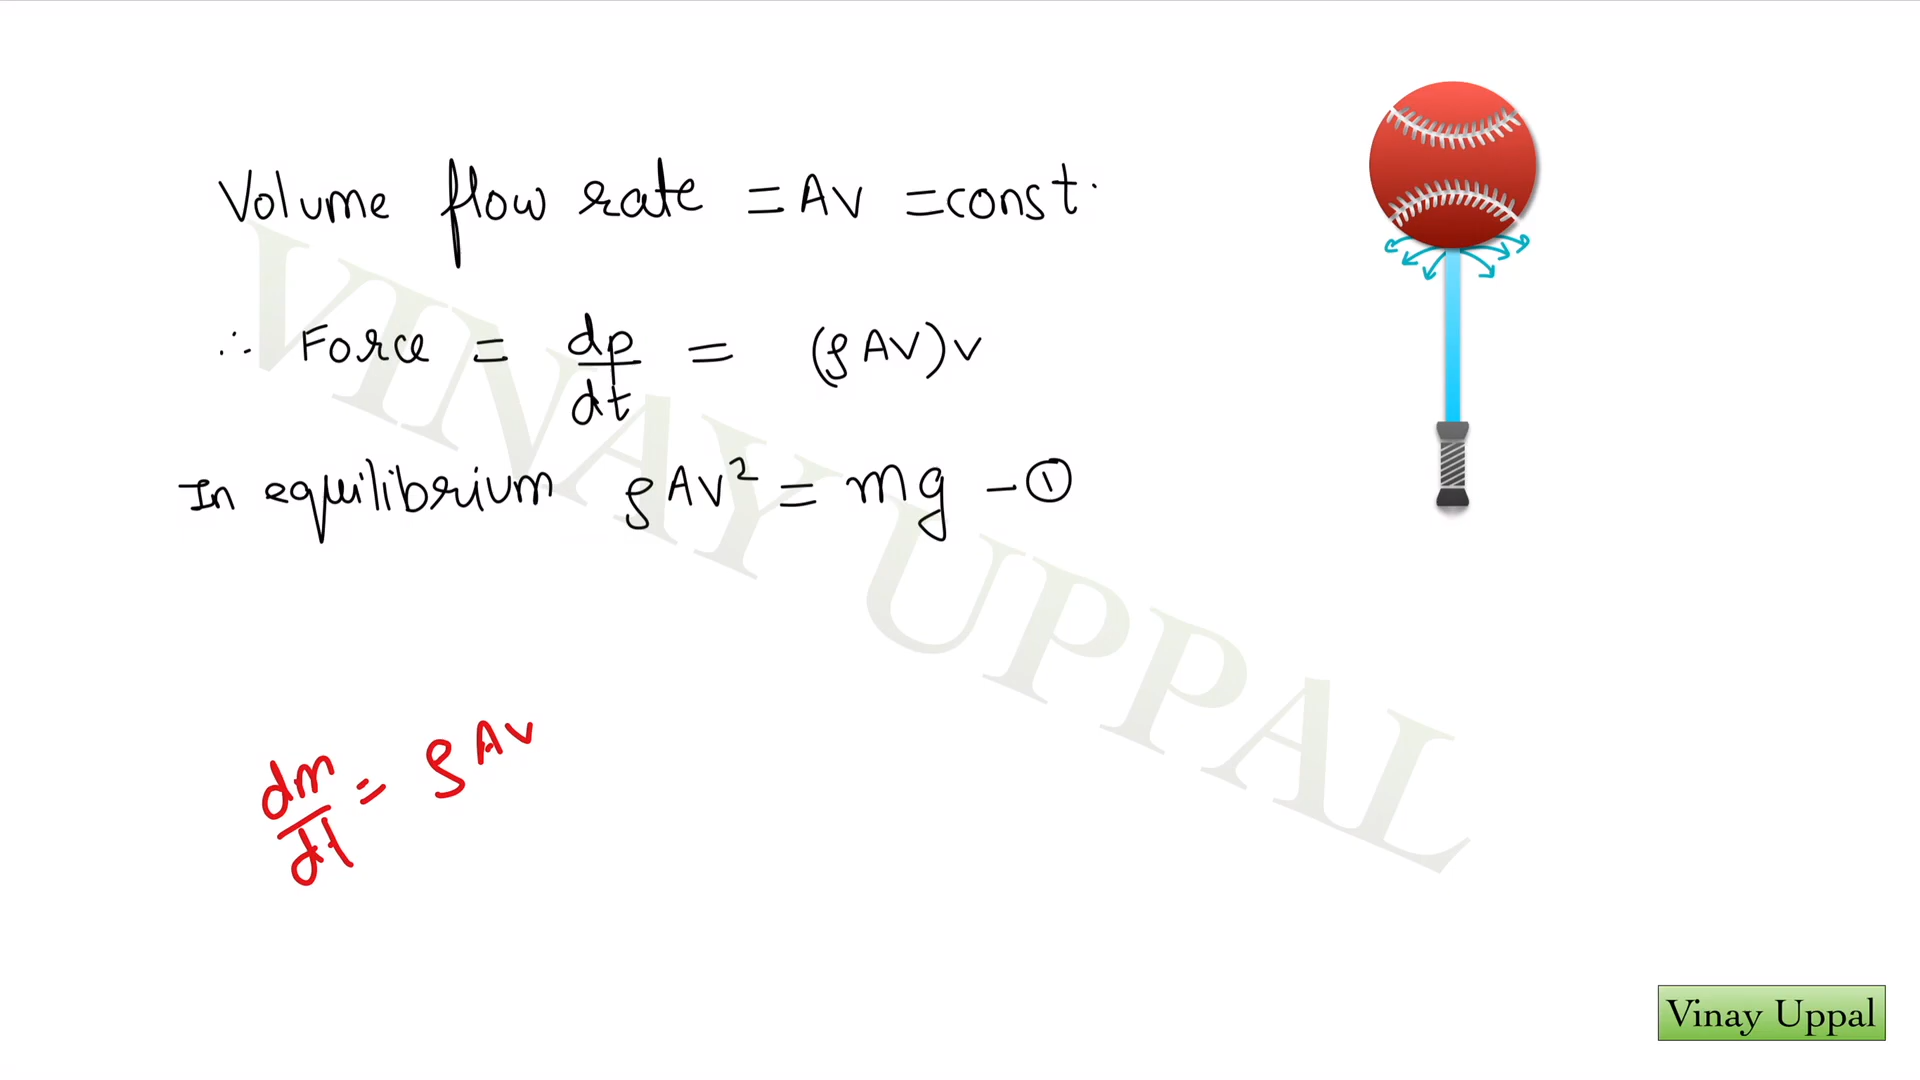 Volume flow rate = Av = const.
∴ Force = dp/dt = (ρAv)v
In equilibrium ρAv² = mg – ①
dm/dt = ρAv
VINAY UPPAL
Vinay Uppal